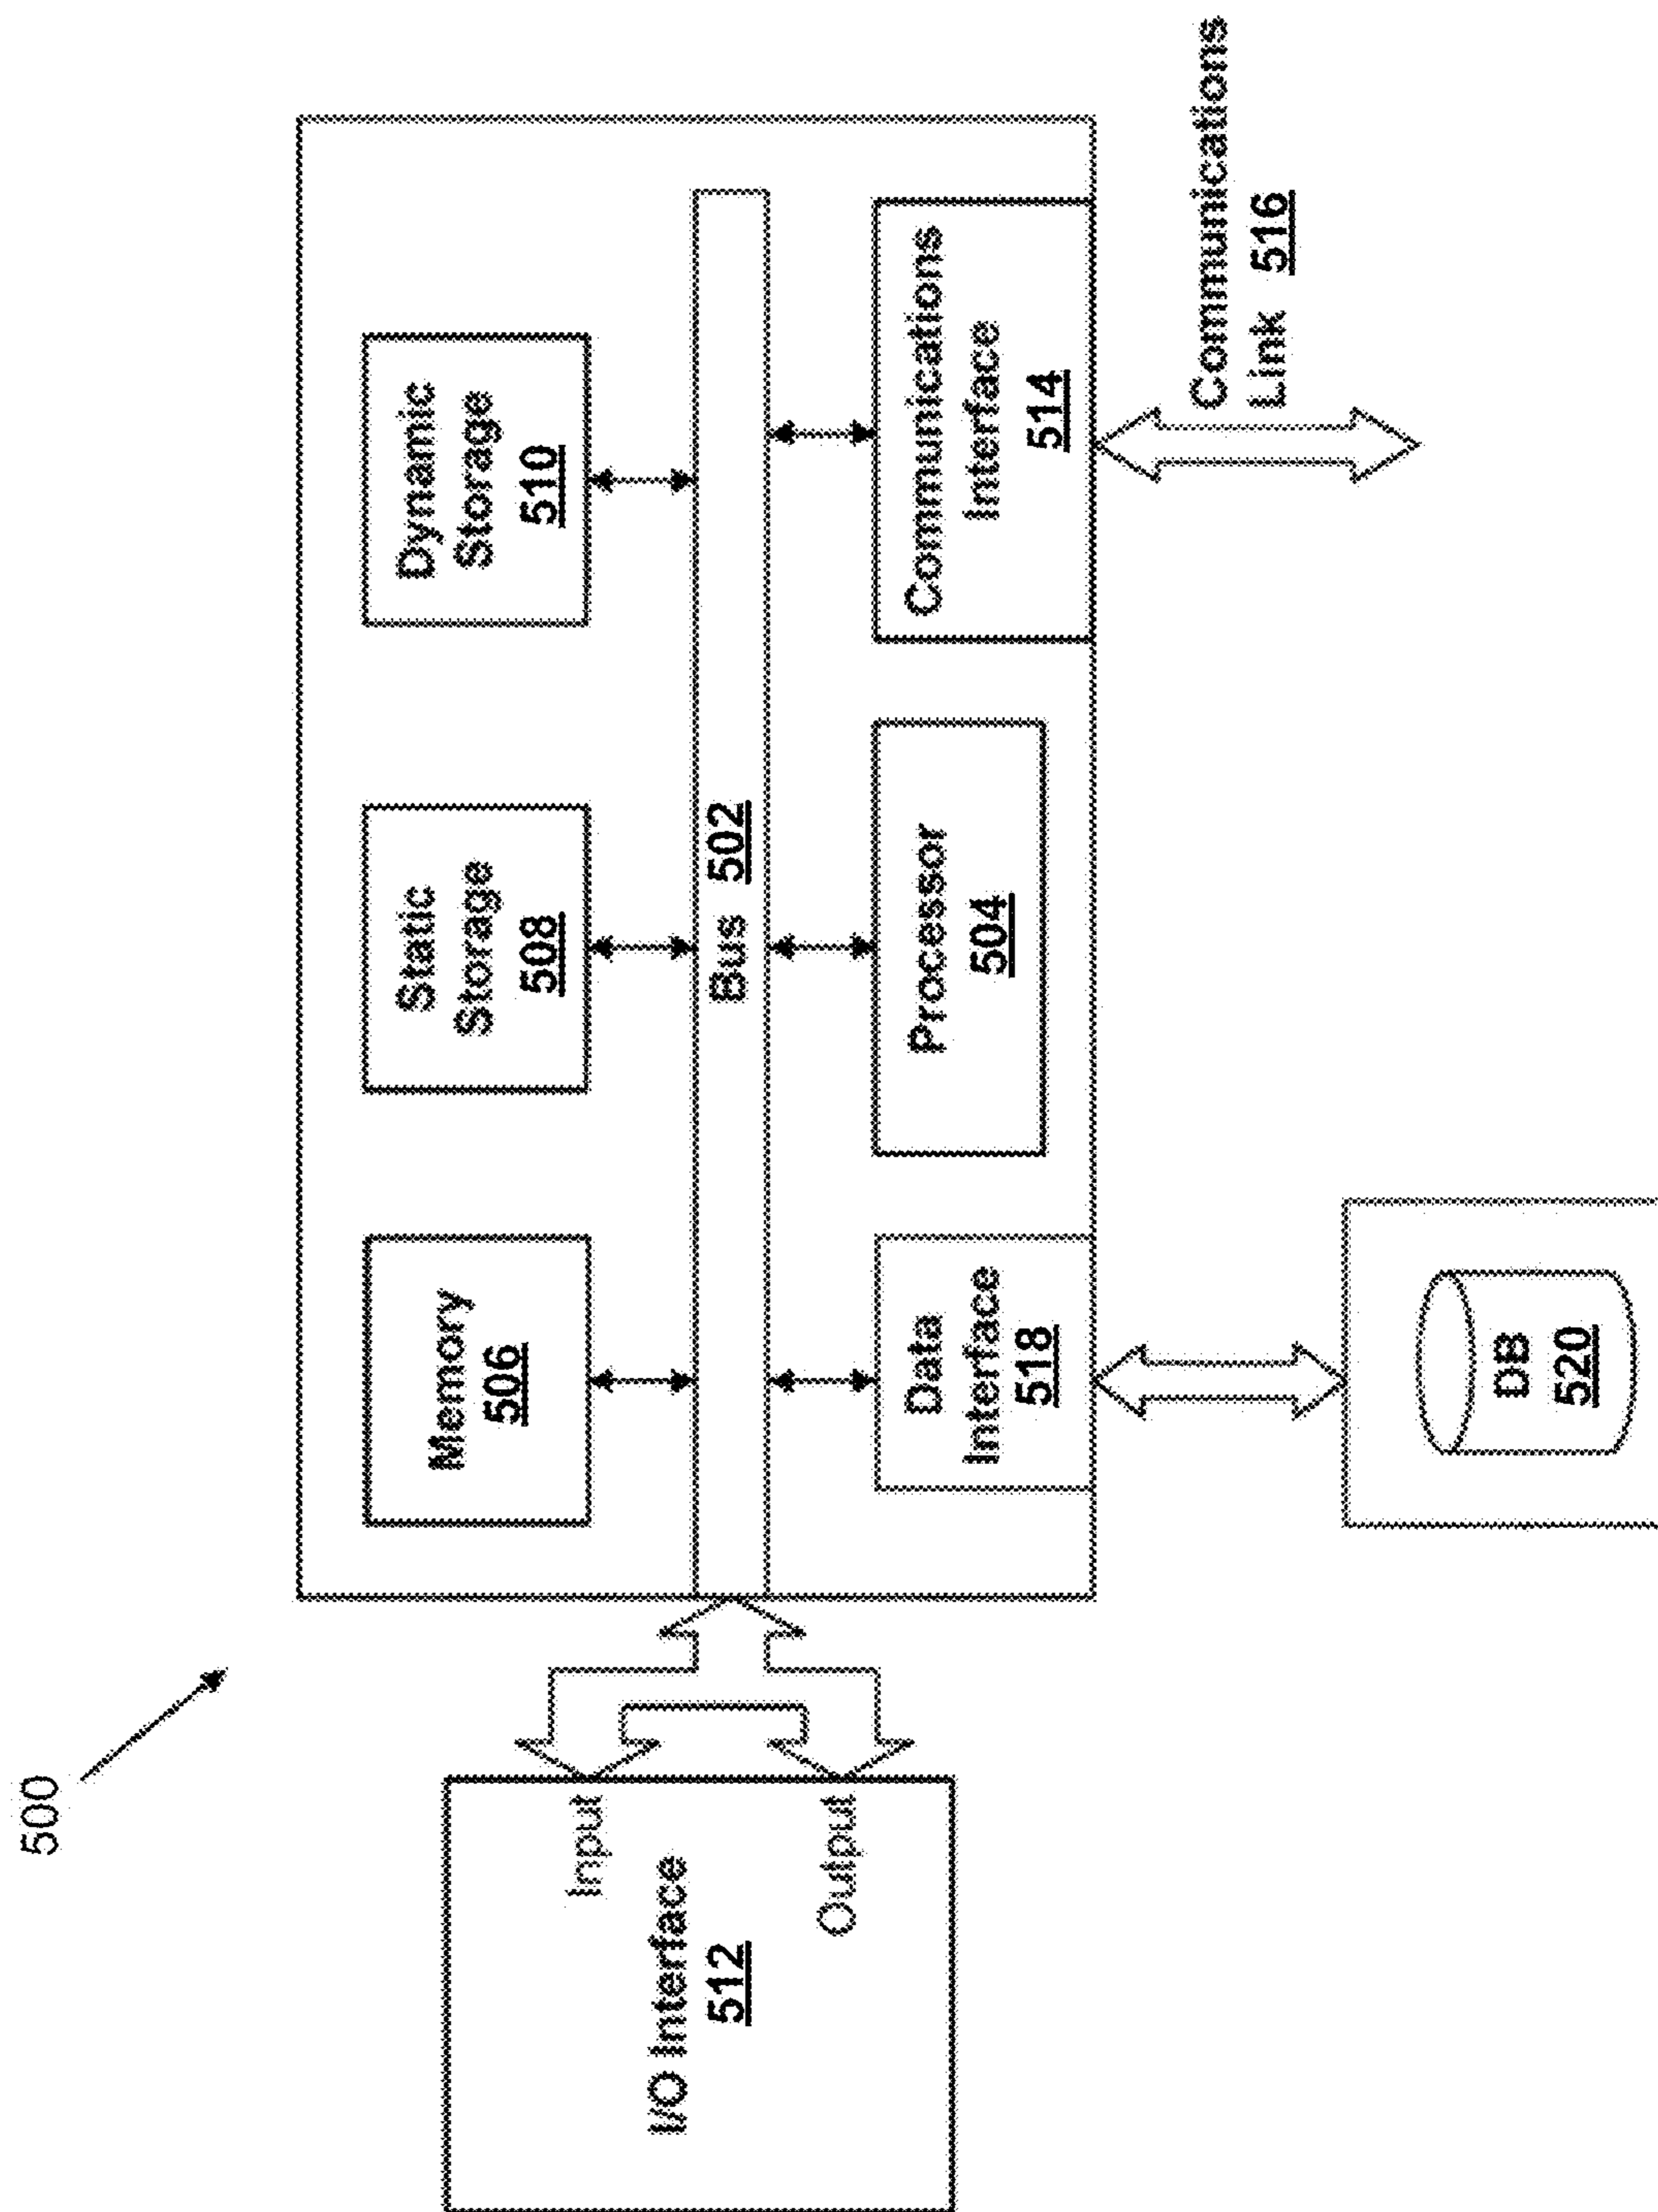 500
Memory
506
Static
Storage
508
Dynamic
Storage
510
I/O Interface
512
Input
Output
Bus 502
Data
Interface
518
Processor
504
Communications
Interface
514
Communications
Link 516
DB
520